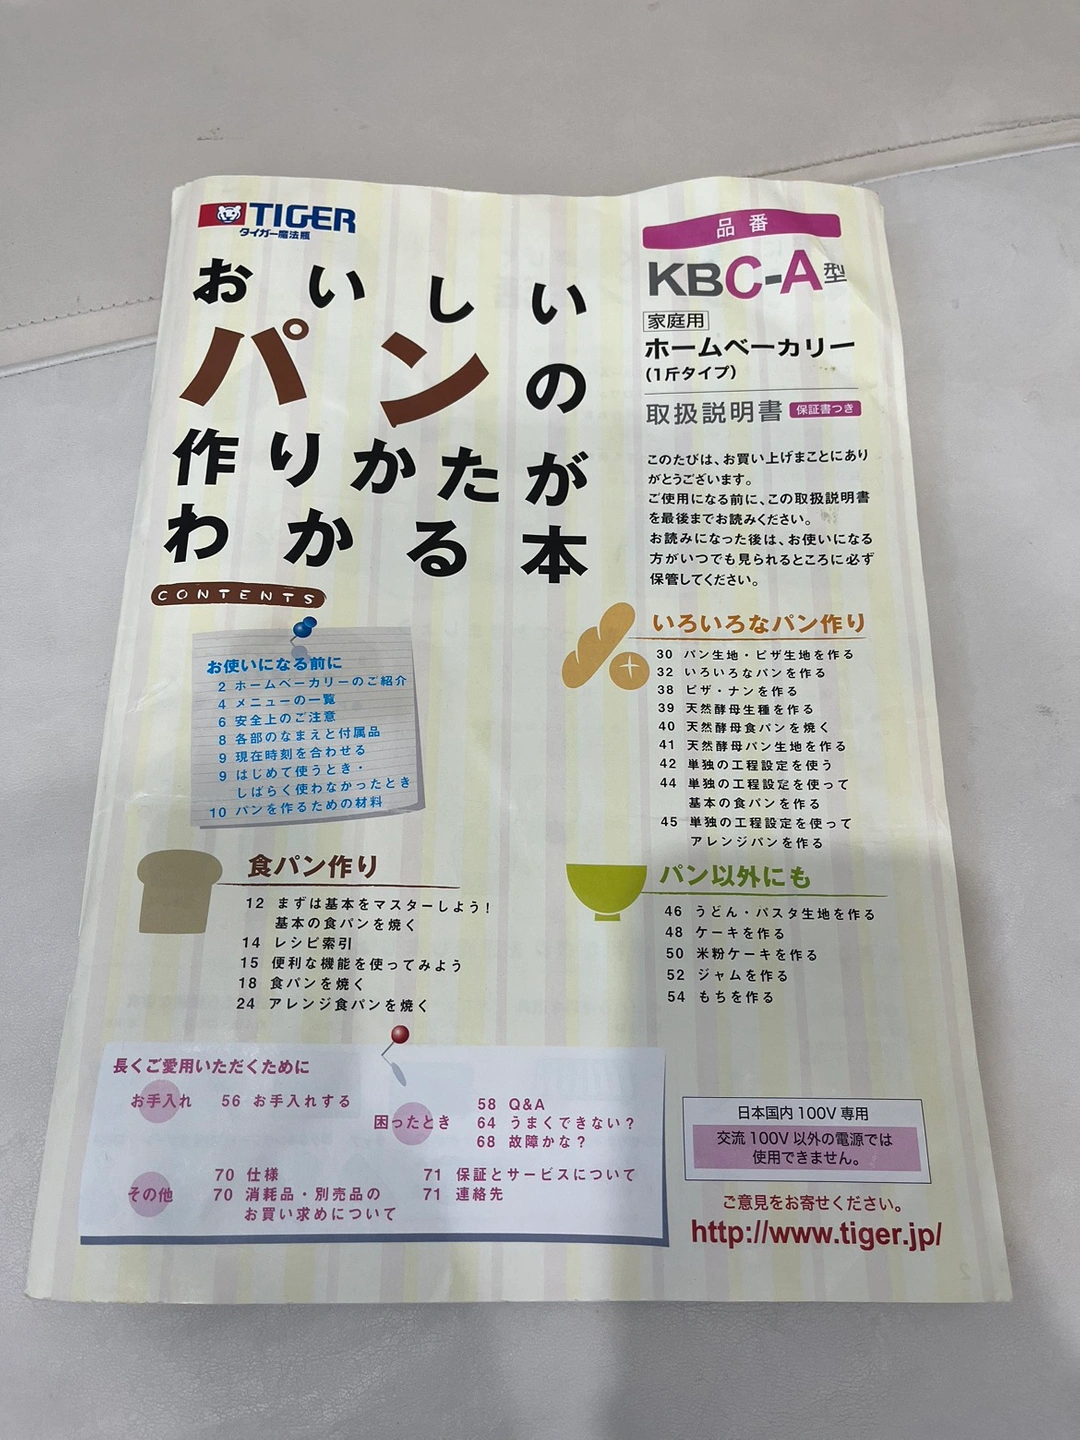 TIGER
タイガー魔法瓶
おいしい
パンの
作りかたが
わかる本
品番
KBC-A型
家庭用
ホームベーカリー
(1斤タイプ)
取扱説明書 保証書つき
このたびは、お買い上げまことにあり
がとうございます。
ご使用になる前に、この取扱説明書
を最後までお読みください。
お読みになった後は、お使いになる
方がいつでも見られるところに必ず
保管してください。
CONTENTS
お使いになる前に
2 ホームベーカリーのご紹介
4 メニューの一覧
6 安全上のご注意
8 各部のなまえと付属品
9 現在時刻を合わせる
9 はじめて使うとき・
しばらく使わなかったとき
10 パンを作るための材料
食パン作り
12 まずは基本をマスターしよう!
基本の食パンを焼く
14 レシピ索引
15 便利な機能を使ってみよう
18 食パンを焼く
24 アレンジ食パンを焼く
いろいろなパン作り
30 パン生地・ピザ生地を作る
32 いろいろなパンを作る
38 ピザ・ナンを作る
39 天然酵母生種を作る
40 天然酵母食パンを焼く
41 天然酵母パン生地を作る
42 単独の工程設定を使う
44 単独の工程設定を使って
基本の食パンを作る
45 単独の工程設定を使って
アレンジパンを作る
パン以外にも
46 うどん・パスタ生地を作る
48 ケーキを作る
50 米粉ケーキを作る
52 ジャムを作る
54 もちを作る
長くご愛用いただくために
お手入れ 56 お手入れする
困ったとき
58 Q&A
64 うまくできない?
68 故障かな?
その他
70 仕様
70 消耗品・別売品の
お買い求めについて
71 保証とサービスについて
71 連絡先
日本国内100V専用
交流100V以外の電源では
使用できません。
ご意見をお寄せください。
http://www.tiger.jp/